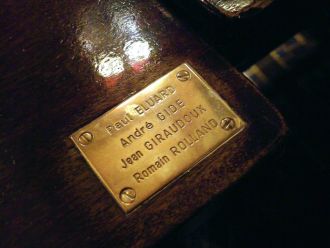 Paul ELUARD
André GIDE
Jean GIRAUDOUX
Romain ROLLAND